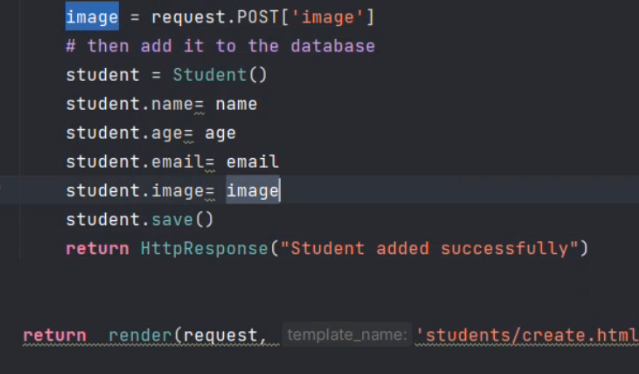 image = request.POST['image']
# then add it to the database
student = Student()
student.name= name
student.age= age
student.email= email
student.image= image
student.save()
return HttpResponse("Student added successfully")
return render(request, template_name: 'students/create.html